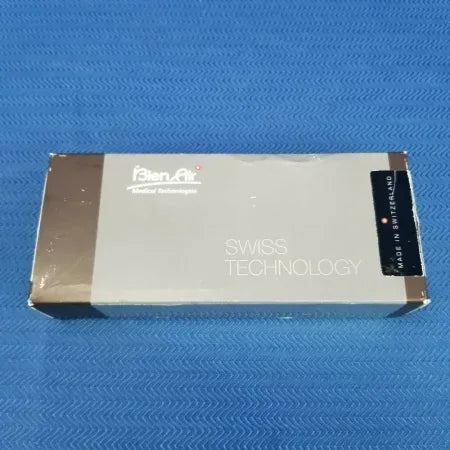 Bien Air
Medical Technologies
SWISS
TECHNOLOGY
MADE IN SWITZERLAND